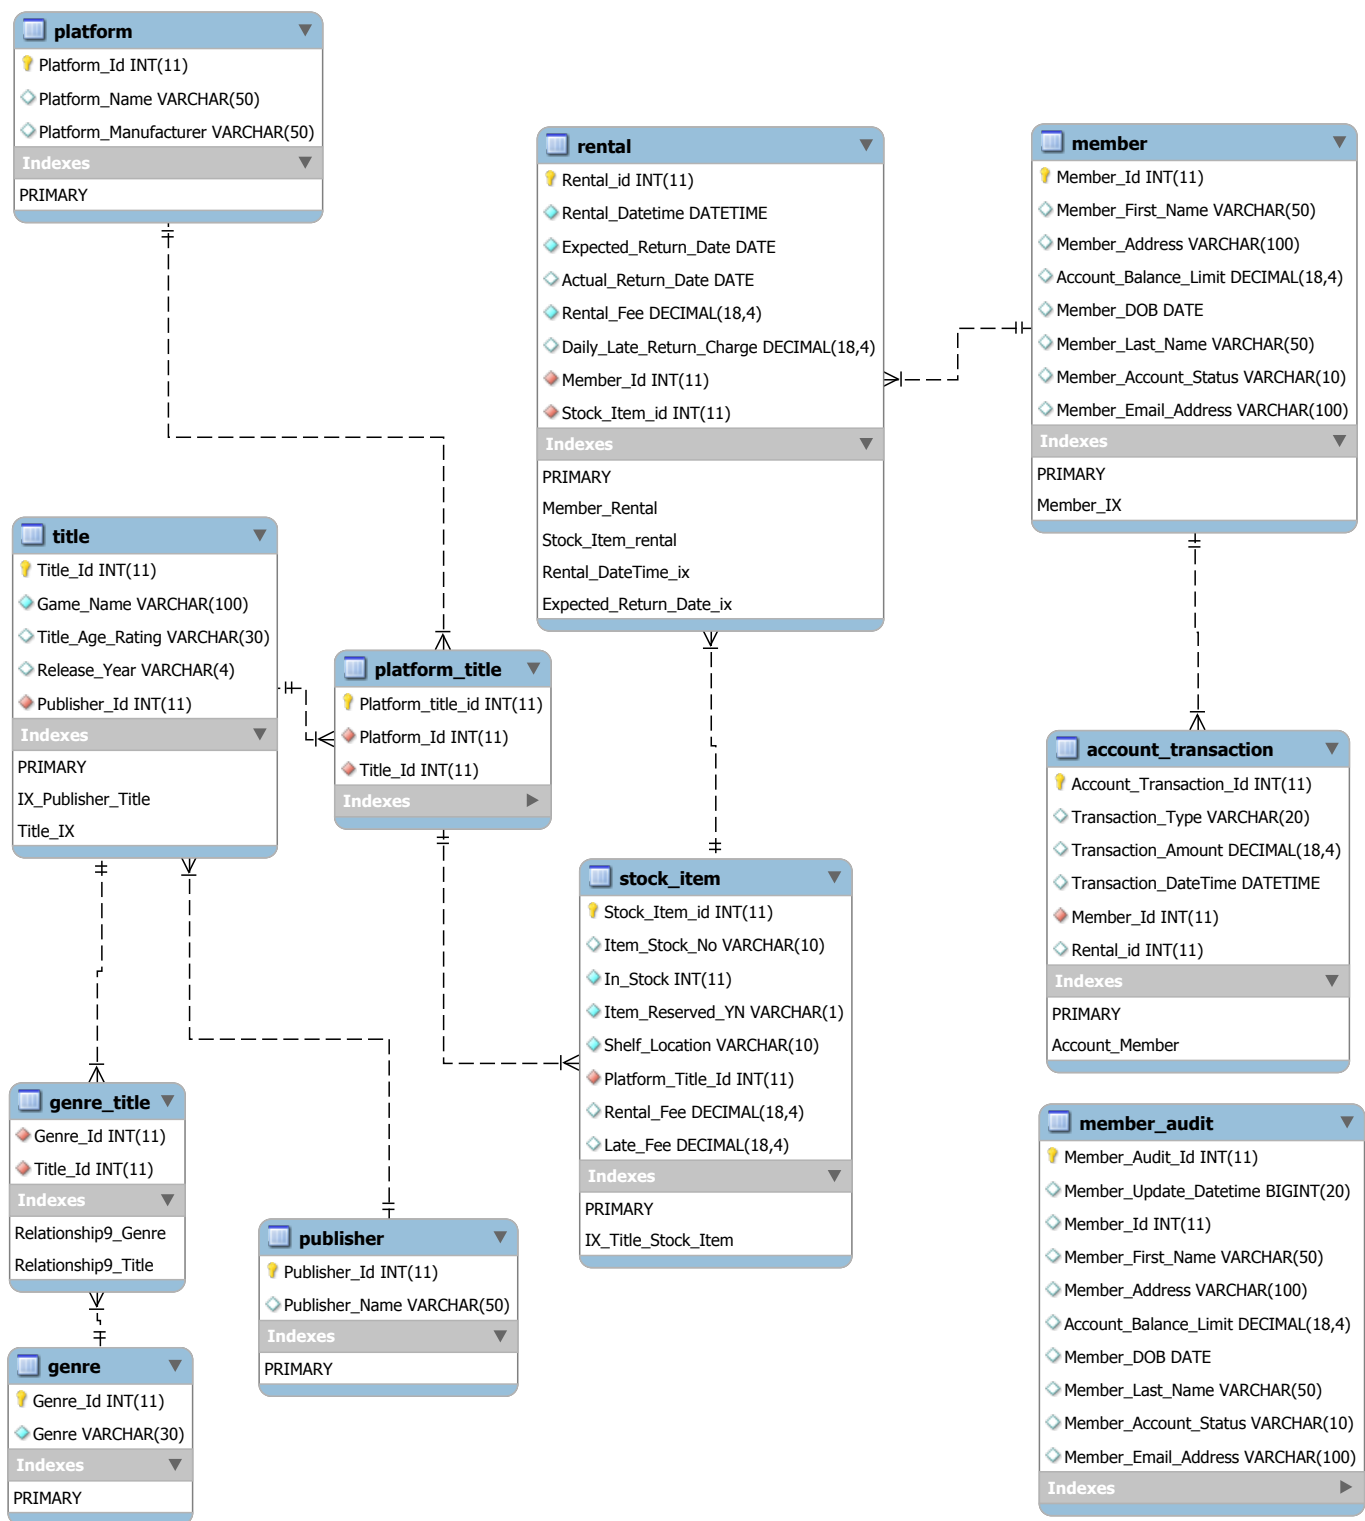 platform
Platform_Id INT(11)
Platform_Name VARCHAR(50)
Platform_Manufacturer VARCHAR(50)
Indexes
PRIMARY
rental
Rental_id INT(11)
Rental_Datetime DATETIME
Expected_Return_Date DATE
Actual_Return_Date DATE
Rental_Fee DECIMAL(18,4)
Daily_Late_Return_Charge DECIMAL(18,4)
Member_Id INT(11)
Stock_Item_id INT(11)
Indexes
PRIMARY
Member_Rental
Stock_Item_rental
Rental_DateTime_ix
Expected_Return_Date_ix
member
Member_Id INT(11)
Member_First_Name VARCHAR(50)
Member_Address VARCHAR(100)
Account_Balance_Limit DECIMAL(18,4)
Member_DOB DATE
Member_Last_Name VARCHAR(50)
Member_Account_Status VARCHAR(10)
Member_Email_Address VARCHAR(100)
Indexes
PRIMARY
Member_IX
title
Title_Id INT(11)
Game_Name VARCHAR(100)
Title_Age_Rating VARCHAR(30)
Release_Year VARCHAR(4)
Publisher_Id INT(11)
Indexes
PRIMARY
IX_Publisher_Title
Title_IX
platform_title
Platform_title_id INT(11)
Platform_Id INT(11)
Title_Id INT(11)
Indexes
account_transaction
Account_Transaction_Id INT(11)
Transaction_Type VARCHAR(20)
Transaction_Amount DECIMAL(18,4)
Transaction_DateTime DATETIME
Member_Id INT(11)
Rental_id INT(11)
Indexes
PRIMARY
Account_Member
stock_item
Stock_Item_id INT(11)
Item_Stock_No VARCHAR(10)
In_Stock INT(11)
Item_Reserved_YN VARCHAR(1)
Shelf_Location VARCHAR(10)
Platform_Title_Id INT(11)
Rental_Fee DECIMAL(18,4)
Late_Fee DECIMAL(18,4)
Indexes
PRIMARY
IX_Title_Stock_Item
genre_title
Genre_Id INT(11)
Title_Id INT(11)
Indexes
Relationship9_Genre
Relationship9_Title
publisher
Publisher_Id INT(11)
Publisher_Name VARCHAR(50)
Indexes
PRIMARY
member_audit
Member_Audit_Id INT(11)
Member_Update_Datetime BIGINT(20)
Member_Id INT(11)
Member_First_Name VARCHAR(50)
Member_Address VARCHAR(100)
Account_Balance_Limit DECIMAL(18,4)
Member_DOB DATE
Member_Last_Name VARCHAR(50)
Member_Account_Status VARCHAR(10)
Member_Email_Address VARCHAR(100)
Indexes
genre
Genre_Id INT(11)
Genre VARCHAR(30)
Indexes
PRIMARY